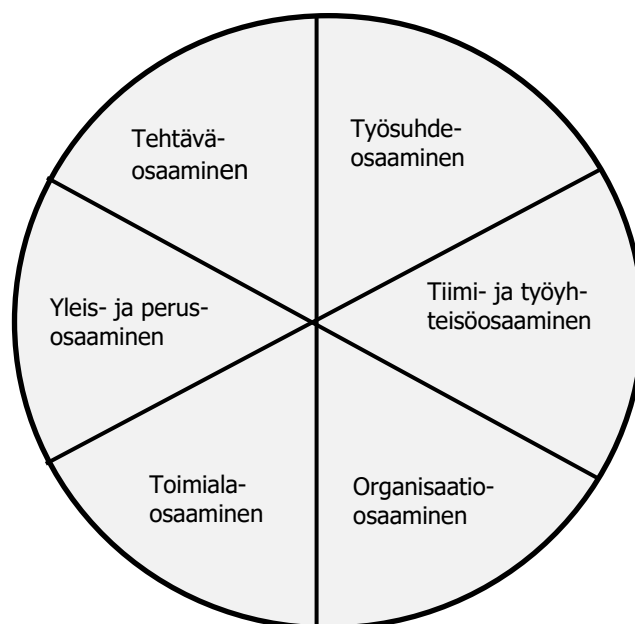 Tehtävä-
osaaminen
Työsuhde-
osaaminen
Yleis- ja perus-
osaaminen
Tiimi- ja työyh-
teisöosaaminen
Toimiala-
osaaminen
Organisaatio-
osaaminen